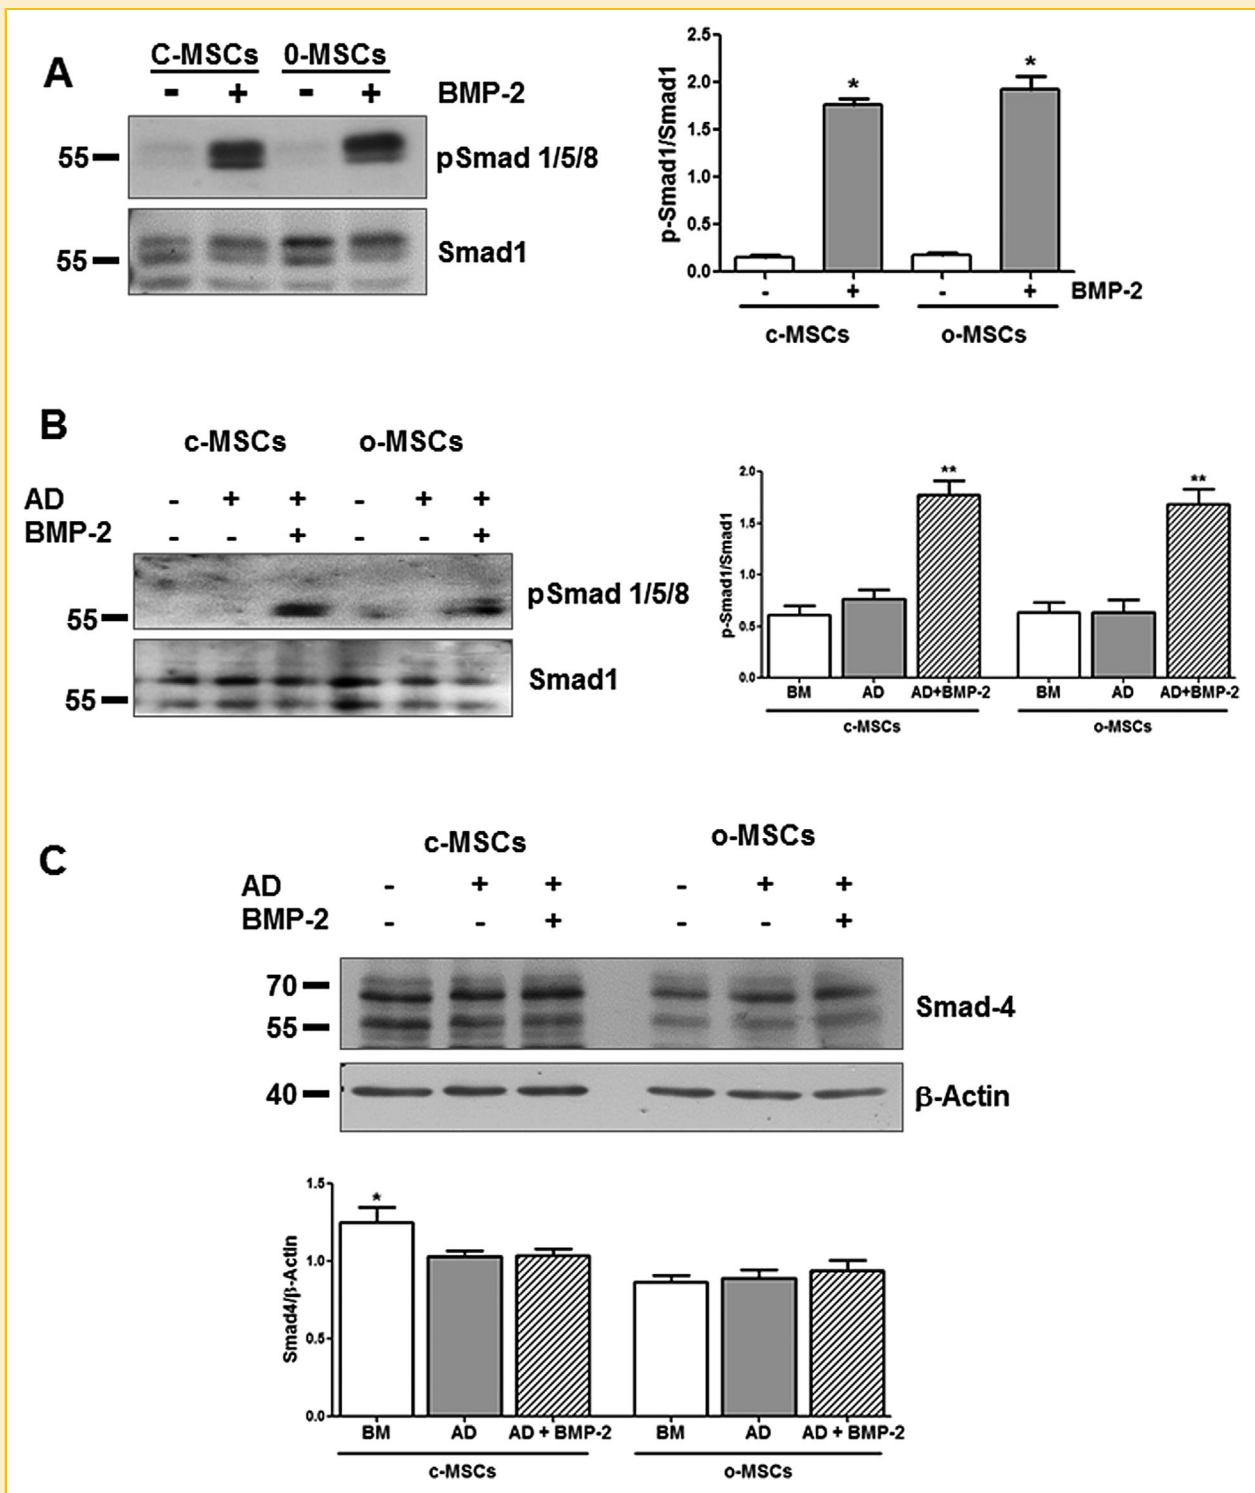 A
C-MSCs 0-MSCs
- + - + BMP-2
55 pSmad 1/5/8
55 Smad1
p-Smad1/Smad1
2.5
2.0
1.5
1.0
0.5
0.0
* *
- + - + BMP-2
c-MSCs o-MSCs
B
c-MSCs o-MSCs
AD - + + - + +
BMP-2 - - + - - +
55 pSmad 1/5/8
55 Smad1
p-Smad1/Smad1
2.0
1.5
1.0
0.5
0.0
** **
BM AD AD+BMP-2 BM AD AD+BMP-2
c-MSCs o-MSCs
C
c-MSCs o-MSCs
AD - + + - + +
BMP-2 - - + - - +
70
55 Smad-4
40 β-Actin
Smad4/β-Actin
1.5
1.0
0.5
0.0
*
BM AD AD + BMP-2 BM AD AD + BMP-2
c-MSCs o-MSCs